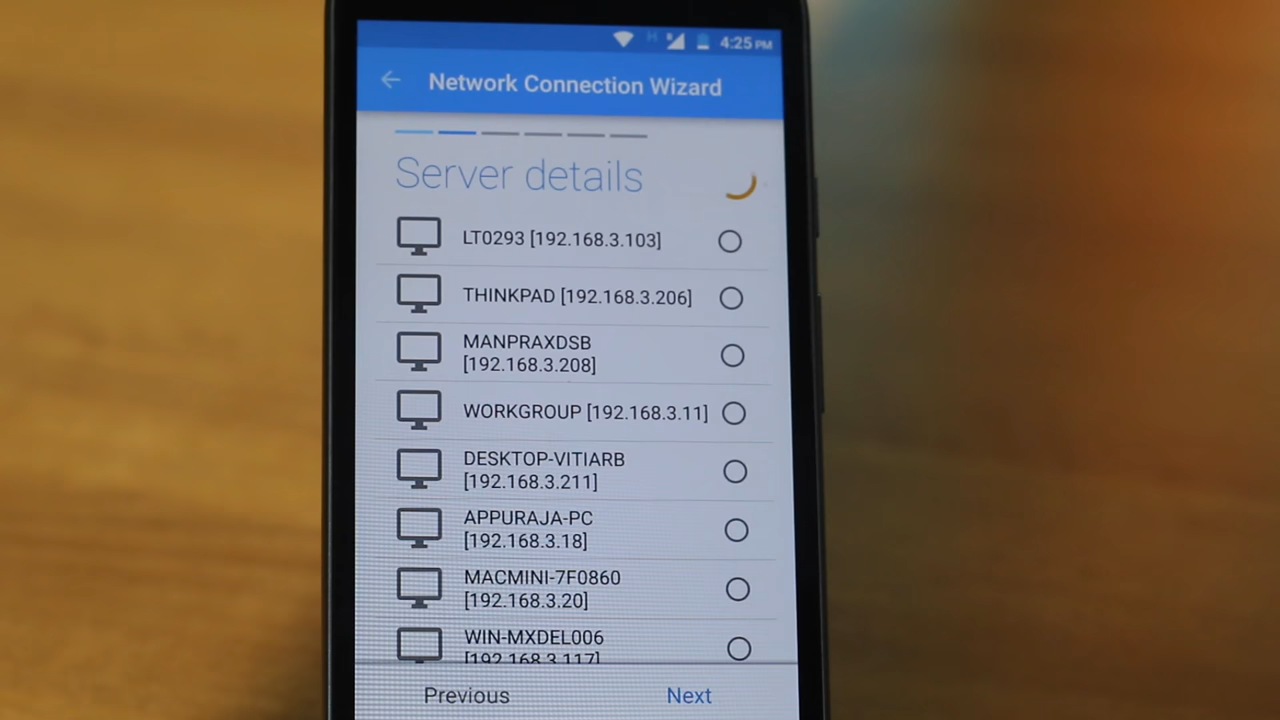 4:25 PM
Network Connection Wizard
Server details
LT0293 [192.168.3.103]
THINKPAD [192.168.3.206]
MANPRAXDSB
[192.168.3.208]
WORKGROUP [192.168.3.11]
DESKTOP-VITIARB
[192.168.3.211]
APPURAJA-PC
[192.168.3.18]
MACMINI-7F0860
[192.168.3.20]
WIN-MXDEL006
[192.168.3.117]
Previous
Next